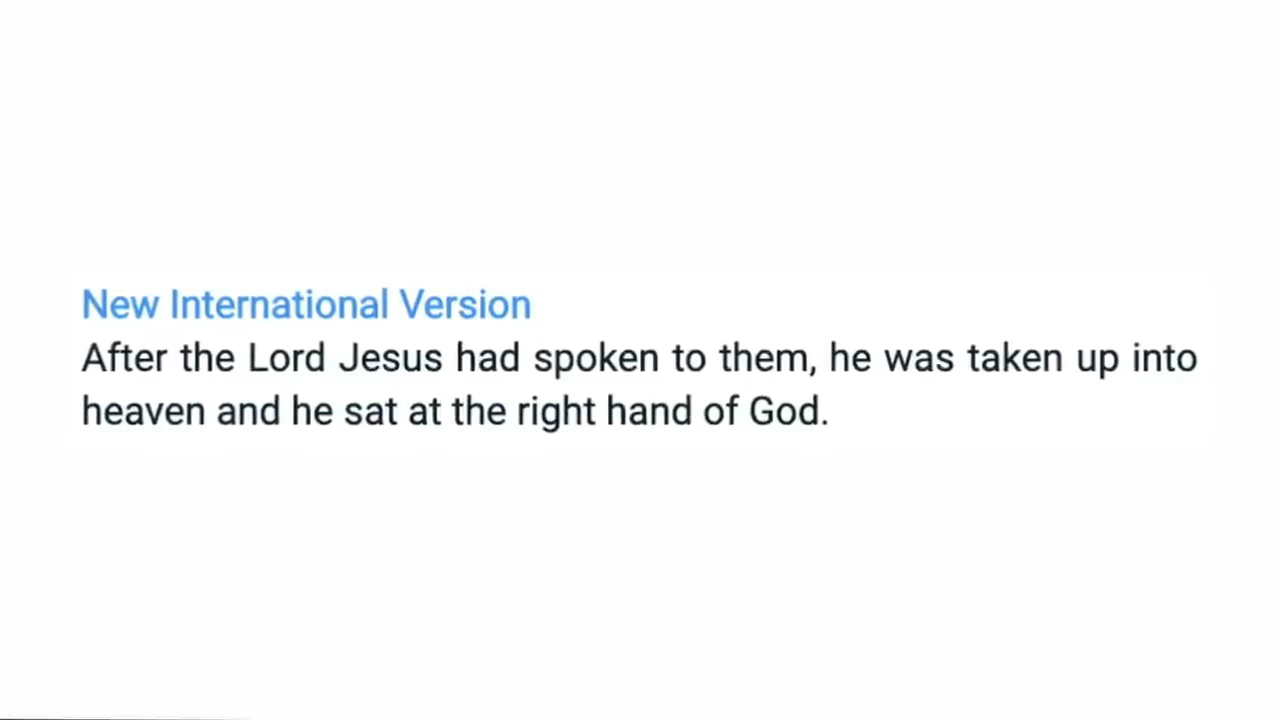 New International Version
After the Lord Jesus had spoken to them, he was taken up into
heaven and he sat at the right hand of God.